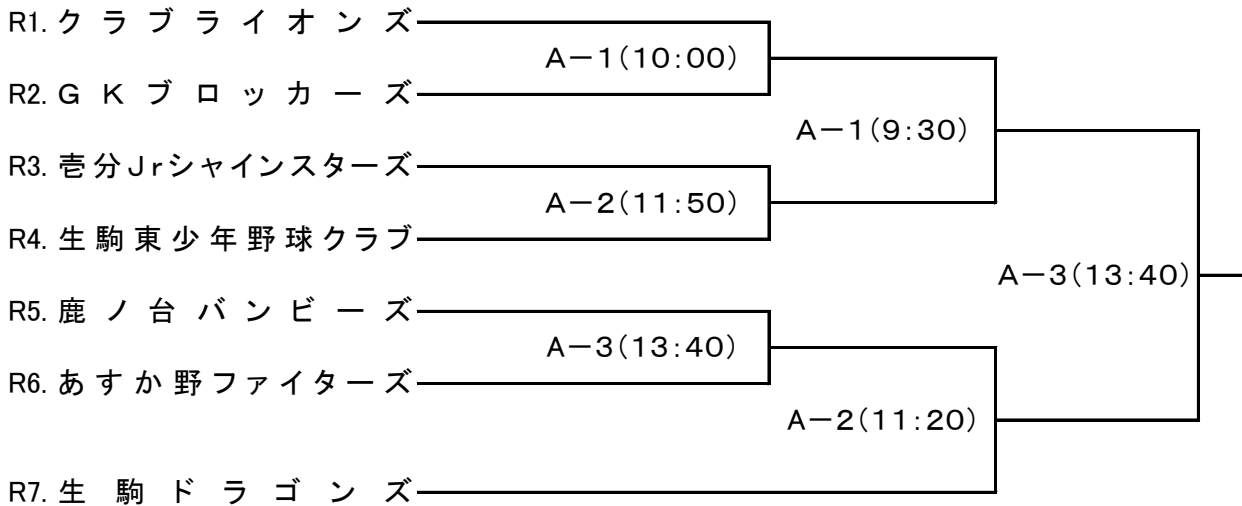 R1. クラブライオンズ
A－1(10:00)
R2. GKブロッカーズ
A－1(9:30)
R3. 壱分Jrシャインスターズ
A－2(11:50)
R4. 生駒東少年野球クラブ
A－3(13:40)
R5. 鹿ノ台バンビーズ
A－3(13:40)
R6. あすか野ファイターズ
A－2(11:20)
R7. 生駒ドラゴンズ